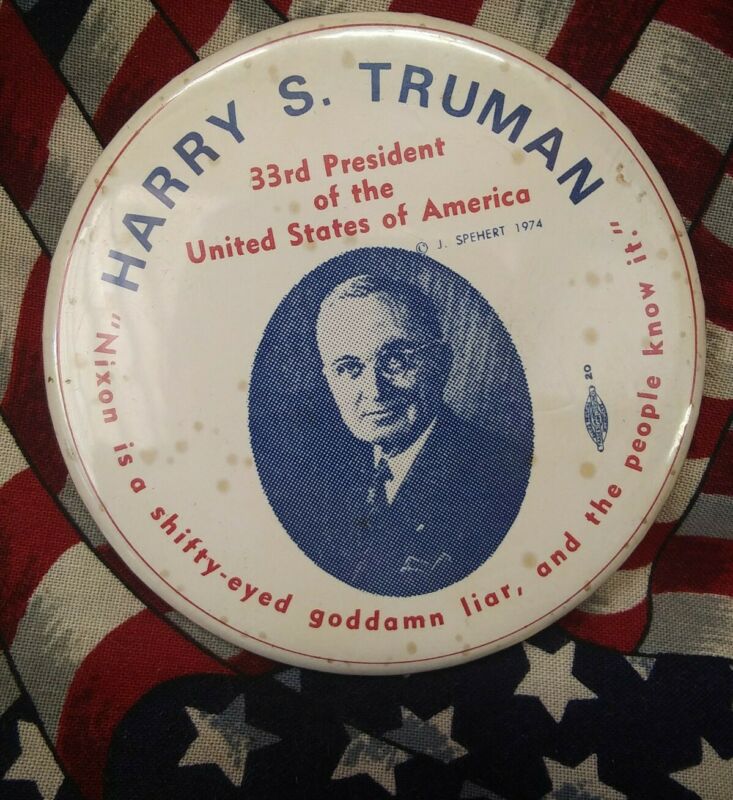 HARRY S. TRUMAN
33rd President
of the
United States of America
© J. SPEHERT 1974
"Nixon is a shifty-eyed goddamn liar, and the people know it."
20